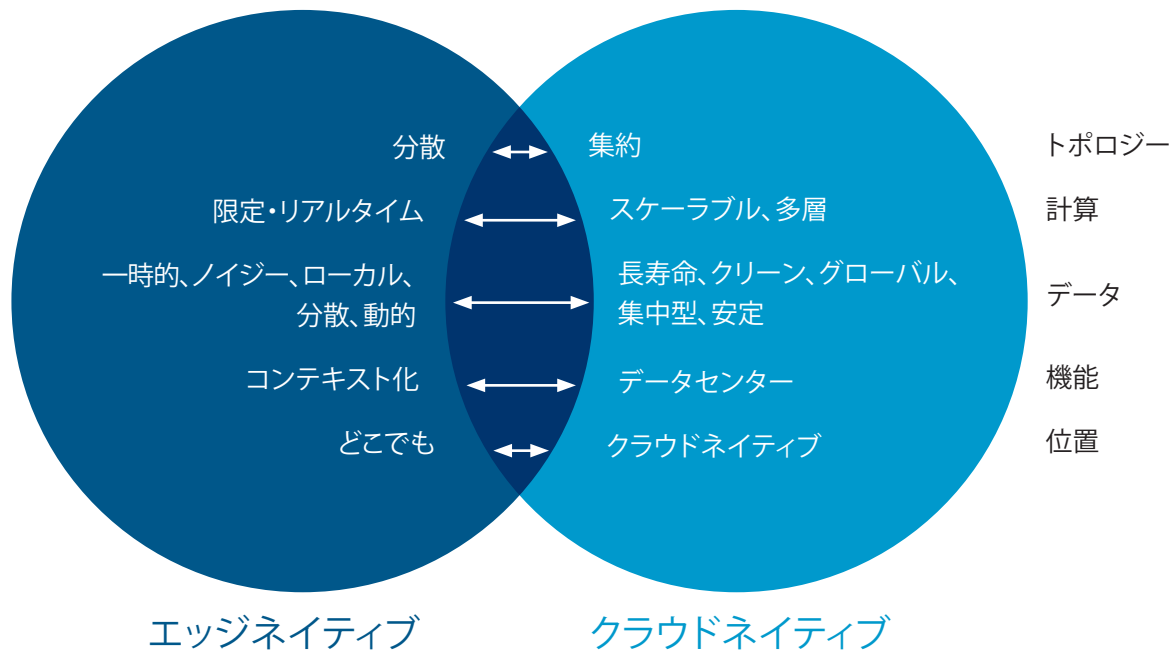 分散 集約 トポロジー
限定・リアルタイム スケーラブル、多層 計算
一時的、ノイジー、ローカル、 長寿命、クリーン、グローバル、
分散、動的 集中型、安定 データ
コンテキスト化 データセンター 機能
どこでも クラウドネイティブ 位置
エッジネイティブ クラウドネイティブ